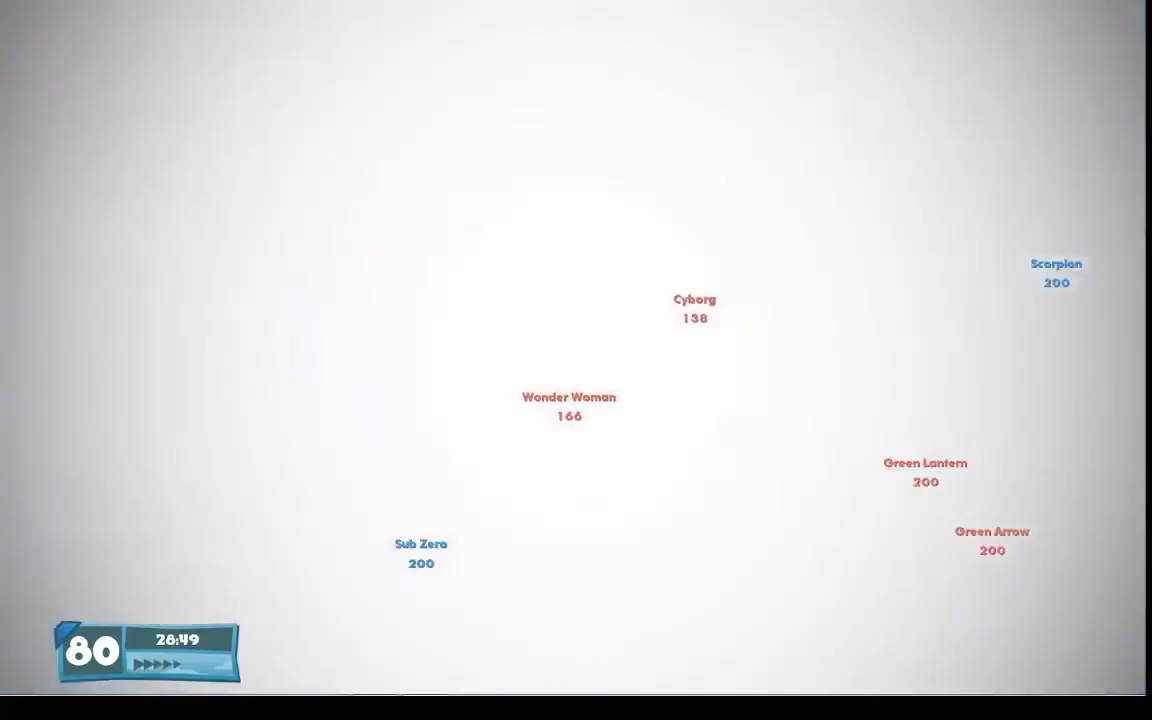 Scorpion
200
Cyborg
138
Wonder Woman
166
Green Lantern
200
Green Arrow
200
Sub Zero
200
80
28:49